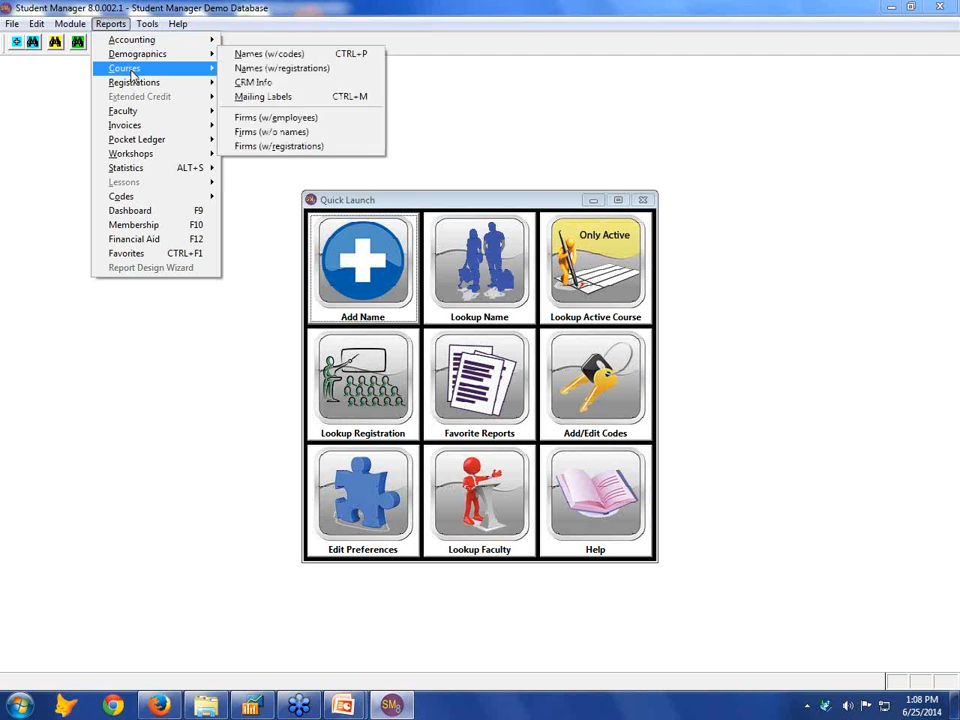 Student Manager 8.0.002.1 - Student Manager Demo Database
File Edit Module Reports Tools Help
Accounting
Demographics
Courses
Registrations
Extended Credit
Faculty
Invoices
Pocket Ledger
Workshops
Statistics ALT+S
Lessons
Codes
Dashboard F9
Membership F10
Financial Aid F12
Favorites CTRL+F1
Report Design Wizard
Names (w/codes) CTRL+P
Names (w/registrations)
CRM Info
Mailing Labels CTRL+M
Firms (w/employees)
Firms (w/o names)
Firms (w/registrations)
Quick Launch
Only Active
Add Name Lookup Name Lookup Active Course
Lookup Registration Favorite Reports Add/Edit Codes
Edit Preferences Lookup Faculty Help
SM8
1:08 PM
6/25/2014